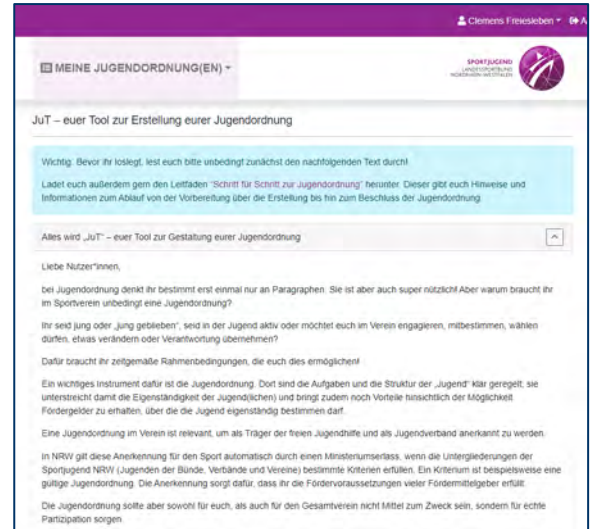 Clemens Freiesleben
A
MEINE JUGENDORDNUNG(EN)
SPORTJUGEND
LANDESSPORTBUND
NORDRHEIN-WESTFALEN
JuT – euer Tool zur Erstellung eurer Jugendordnung
Wichtig: Bevor ihr loslegt, lest euch bitte unbedingt zunächst den nachfolgenden Text durch!
Ladet euch außerdem gern den Leitfaden "Schritt für Schritt zur Jugendordnung" herunter. Dieser gibt euch Hinweise und
Informationen zum Ablauf von der Vorbereitung über die Erstellung bis hin zum Beschluss der Jugendordnung.
Alles wird „JuT“ – euer Tool zur Gestaltung eurer Jugendordnung
Liebe Nutzer*innen,
bei Jugendordnung denkt ihr bestimmt erst einmal nur an Paragraphen. Sie ist aber auch super nützlich! Aber warum braucht ihr
im Sportverein unbedingt eine Jugendordnung?
Ihr seid jung oder „jung geblieben“, seid in der Jugend aktiv oder möchtet euch im Verein engagieren, mitbestimmen, wählen
dürfen, etwas verändern oder Verantwortung übernehmen?
Dafür braucht ihr zeitgemäße Rahmenbedingungen, die euch dies ermöglichen!
Ein wichtiges Instrument dafür ist die Jugendordnung. Dort sind die Aufgaben und die Struktur der „Jugend“ klar geregelt, sie
unterstreicht damit die Eigenständigkeit der Jugend(lichen) und bringt zudem noch Vorteile hinsichtlich der Möglichkeit
Fördergelder zu erhalten, über die die Jugend eigenständig bestimmen darf.
Eine Jugendordnung im Verein ist relevant, um als Träger der freien Jugendhilfe und als Jugendverband anerkannt zu werden.
In NRW gilt diese Anerkennung für den Sport automatisch durch einen Ministeriumserlass, wenn die Untergliederungen der
Sportjugend NRW (Jugenden der Bünde, Verbände und Vereine) bestimmte Kriterien erfüllen. Ein Kriterium ist beispielsweise eine
gültige Jugendordnung. Die Anerkennung sorgt dafür, dass ihr die Fördervoraussetzungen vieler Fördermittelgeber erfüllt.
Die Jugendordnung sollte aber sowohl für euch, als auch für den Gesamtverein nicht Mittel zum Zweck sein, sondern für echte
Partizipation sorgen.